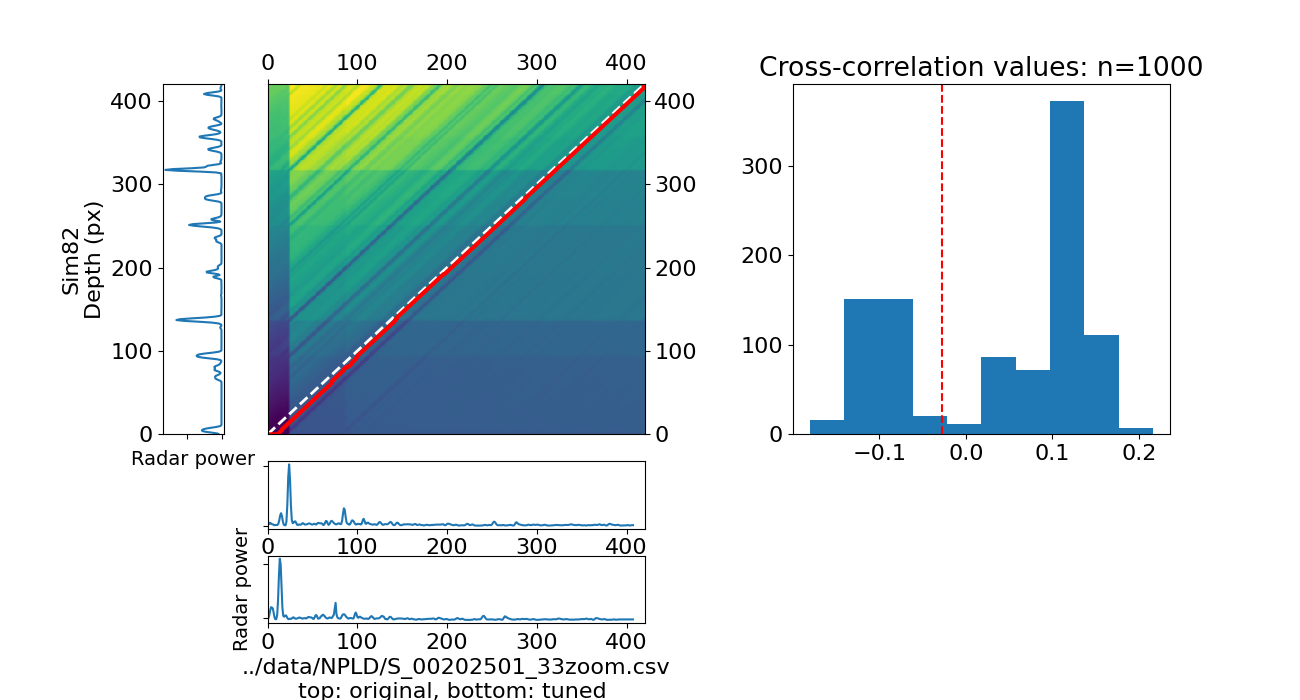 Cross-correlation values: n=1000
0 100 200 300 400
400
300
200
100
0
Sim82
Depth (px)
Radar power
400
300
200
100
0
300
200
100
0
−0.1 0.0 0.1 0.2
0 100 200 300 400
Radar power
0 100 200 300 400
../data/NPLD/S_00202501_33zoom.csv
top: original, bottom: tuned